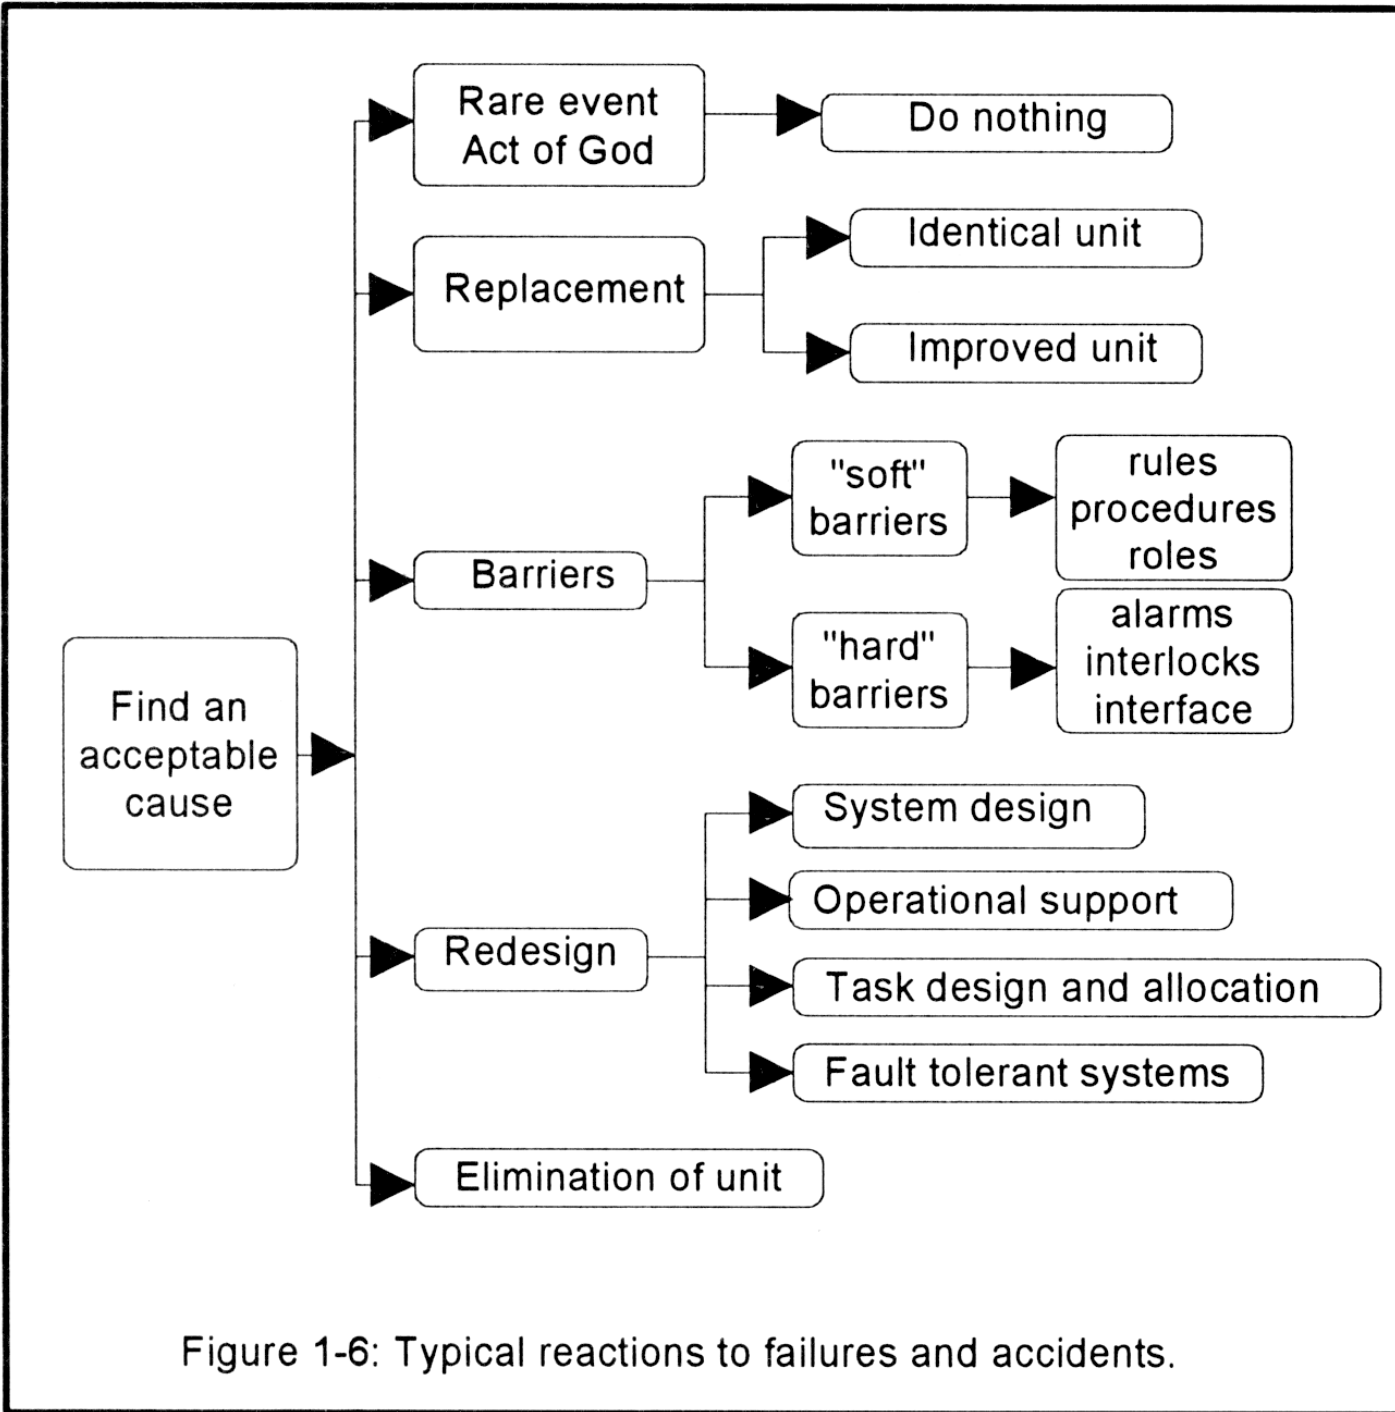 Rare event
Act of God
Do nothing
Replacement
Identical unit
Improved unit
Barriers
"soft"
barriers
rules
procedures
roles
"hard"
barriers
alarms
interlocks
interface
Find an
acceptable
cause
Redesign
System design
Operational support
Task design and allocation
Fault tolerant systems
Elimination of unit
Figure 1-6: Typical reactions to failures and accidents.